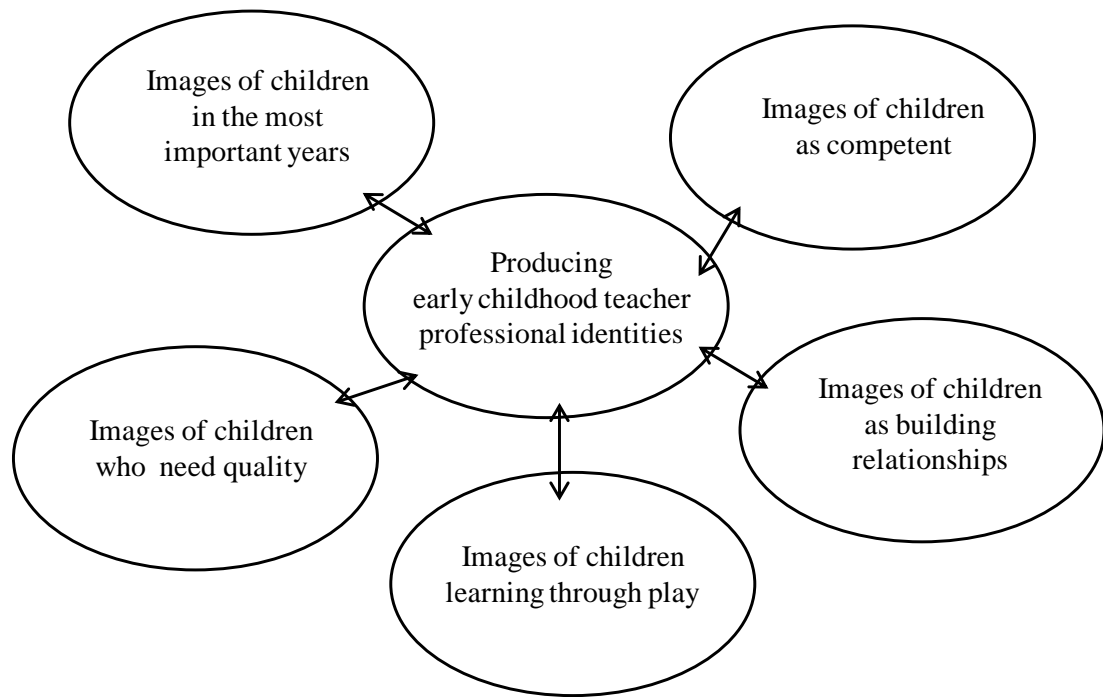 Images of children
in the most
important years
Images of children
as competent
Producing
early childhood teacher
professional identities
Images of children
who need quality
Images of children
as building
relationships
Images of children
learning through play